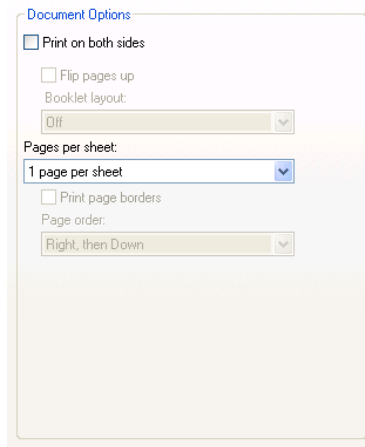 Document Options
Print on both sides
Flip pages up
Booklet layout:
Off
Pages per sheet:
1 page per sheet
Print page borders
Page order:
Right, then Down